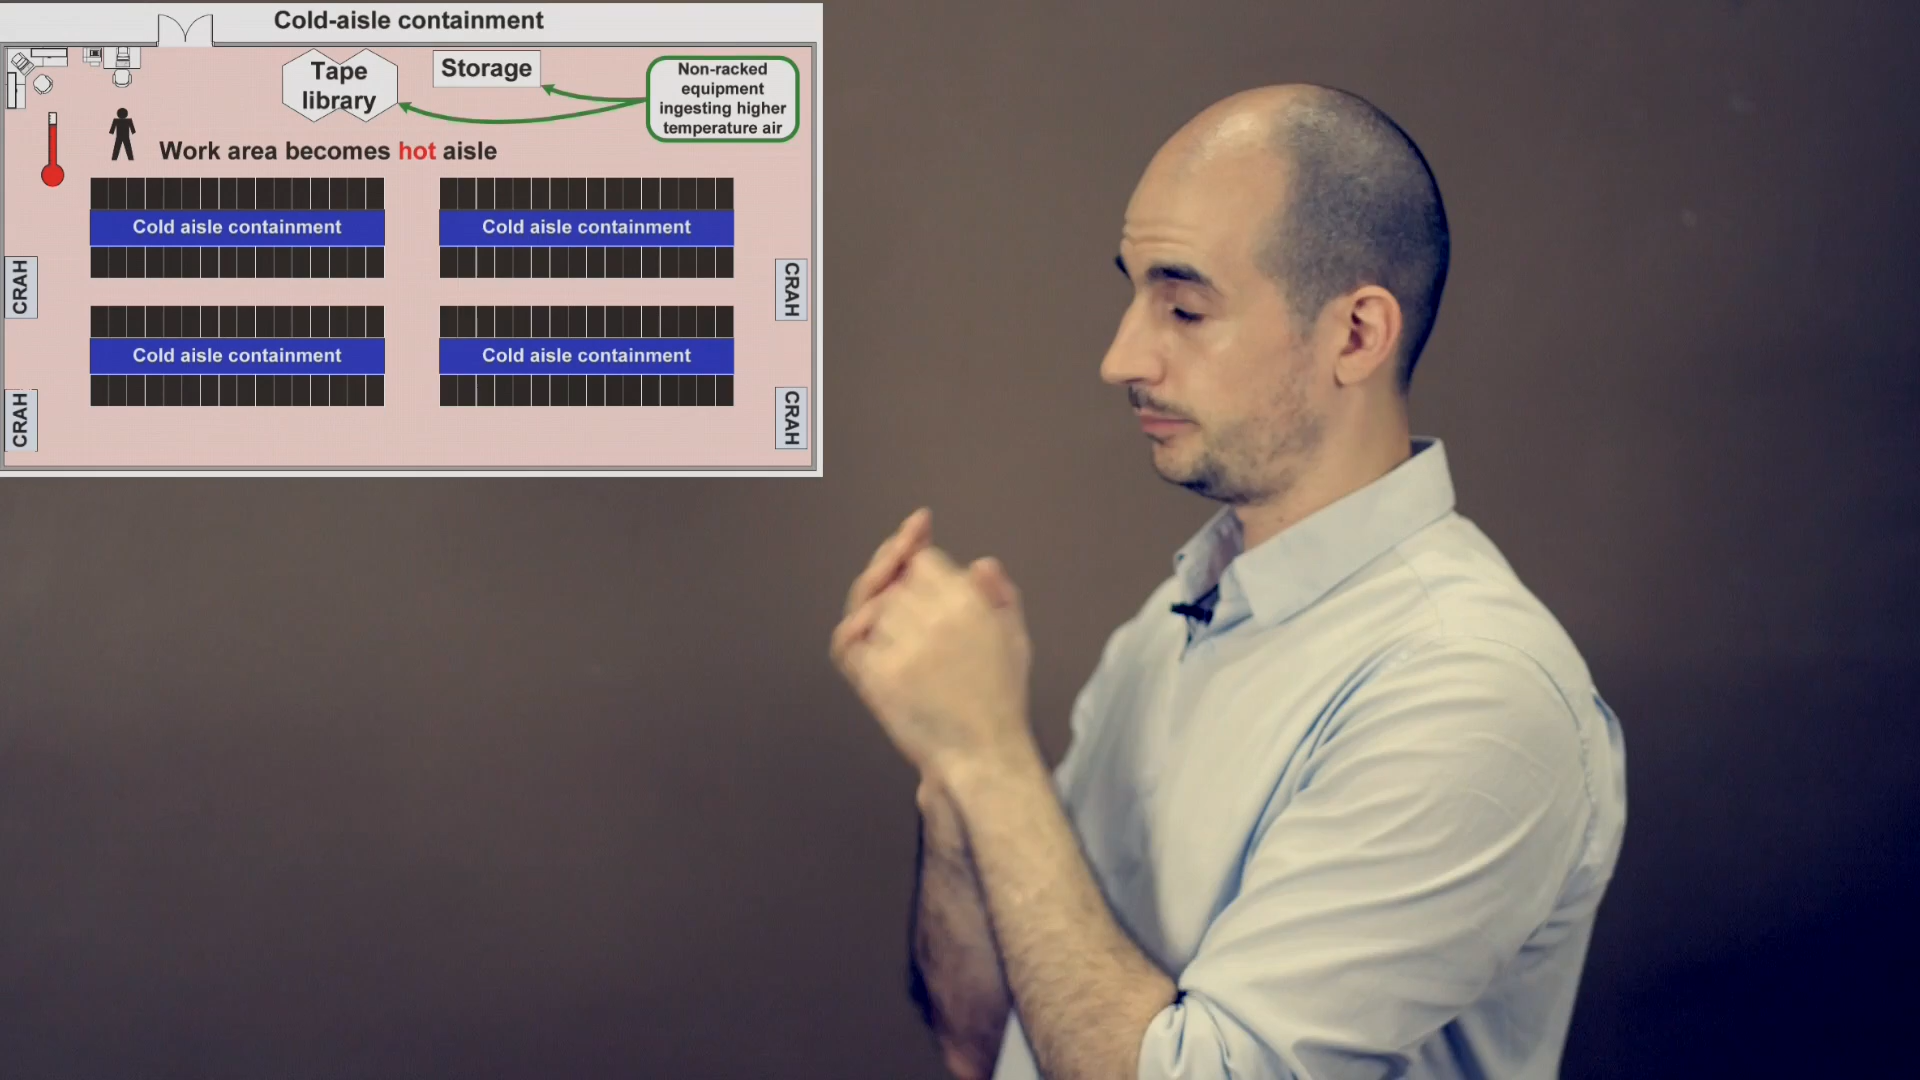 Cold-aisle containment
Tape
library
Storage
Non-racked
equipment
ingesting higher
temperature air
Work area becomes hot aisle
Cold aisle containment
Cold aisle containment
CRAH
CRAH
Cold aisle containment
Cold aisle containment
CRAH
CRAH